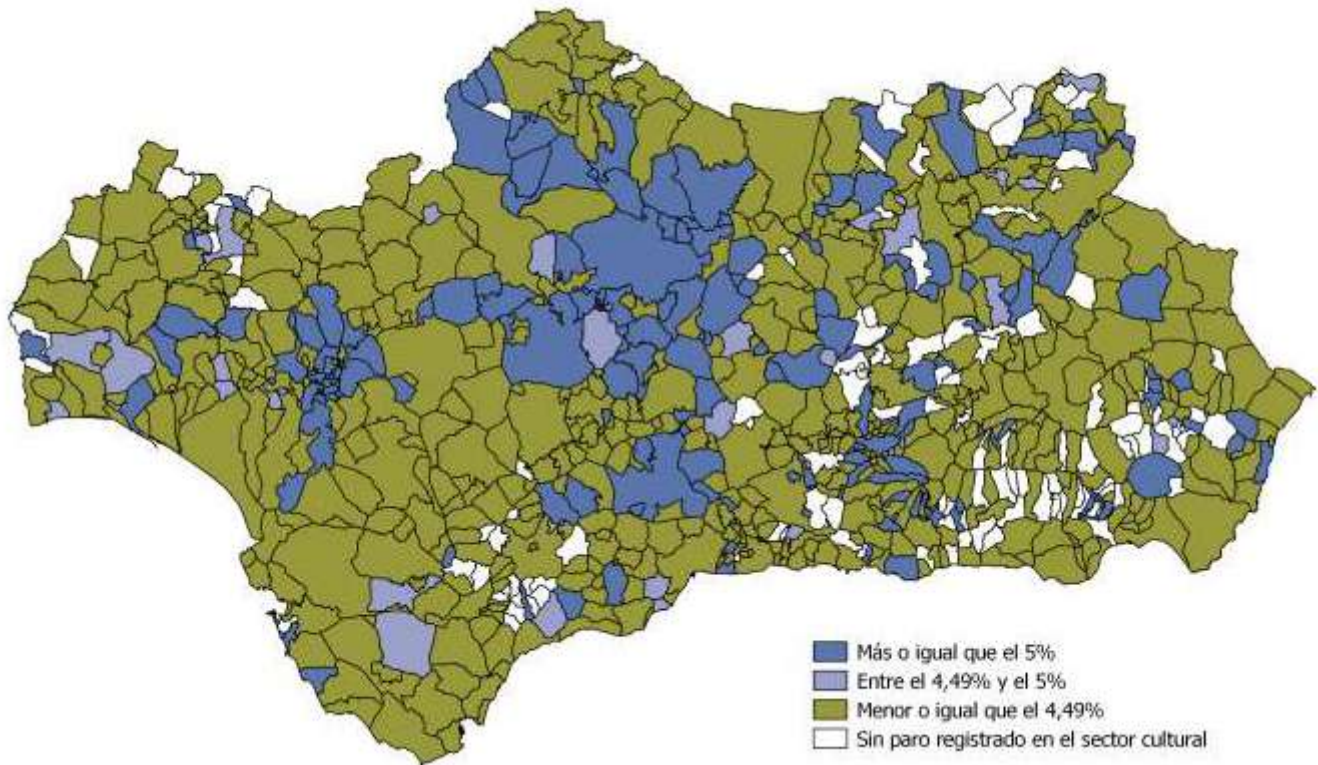 Más o igual que el 5%
Entre el 4,49% y el 5%
Menor o igual que el 4,49%
Sin paro registrado en el sector cultural